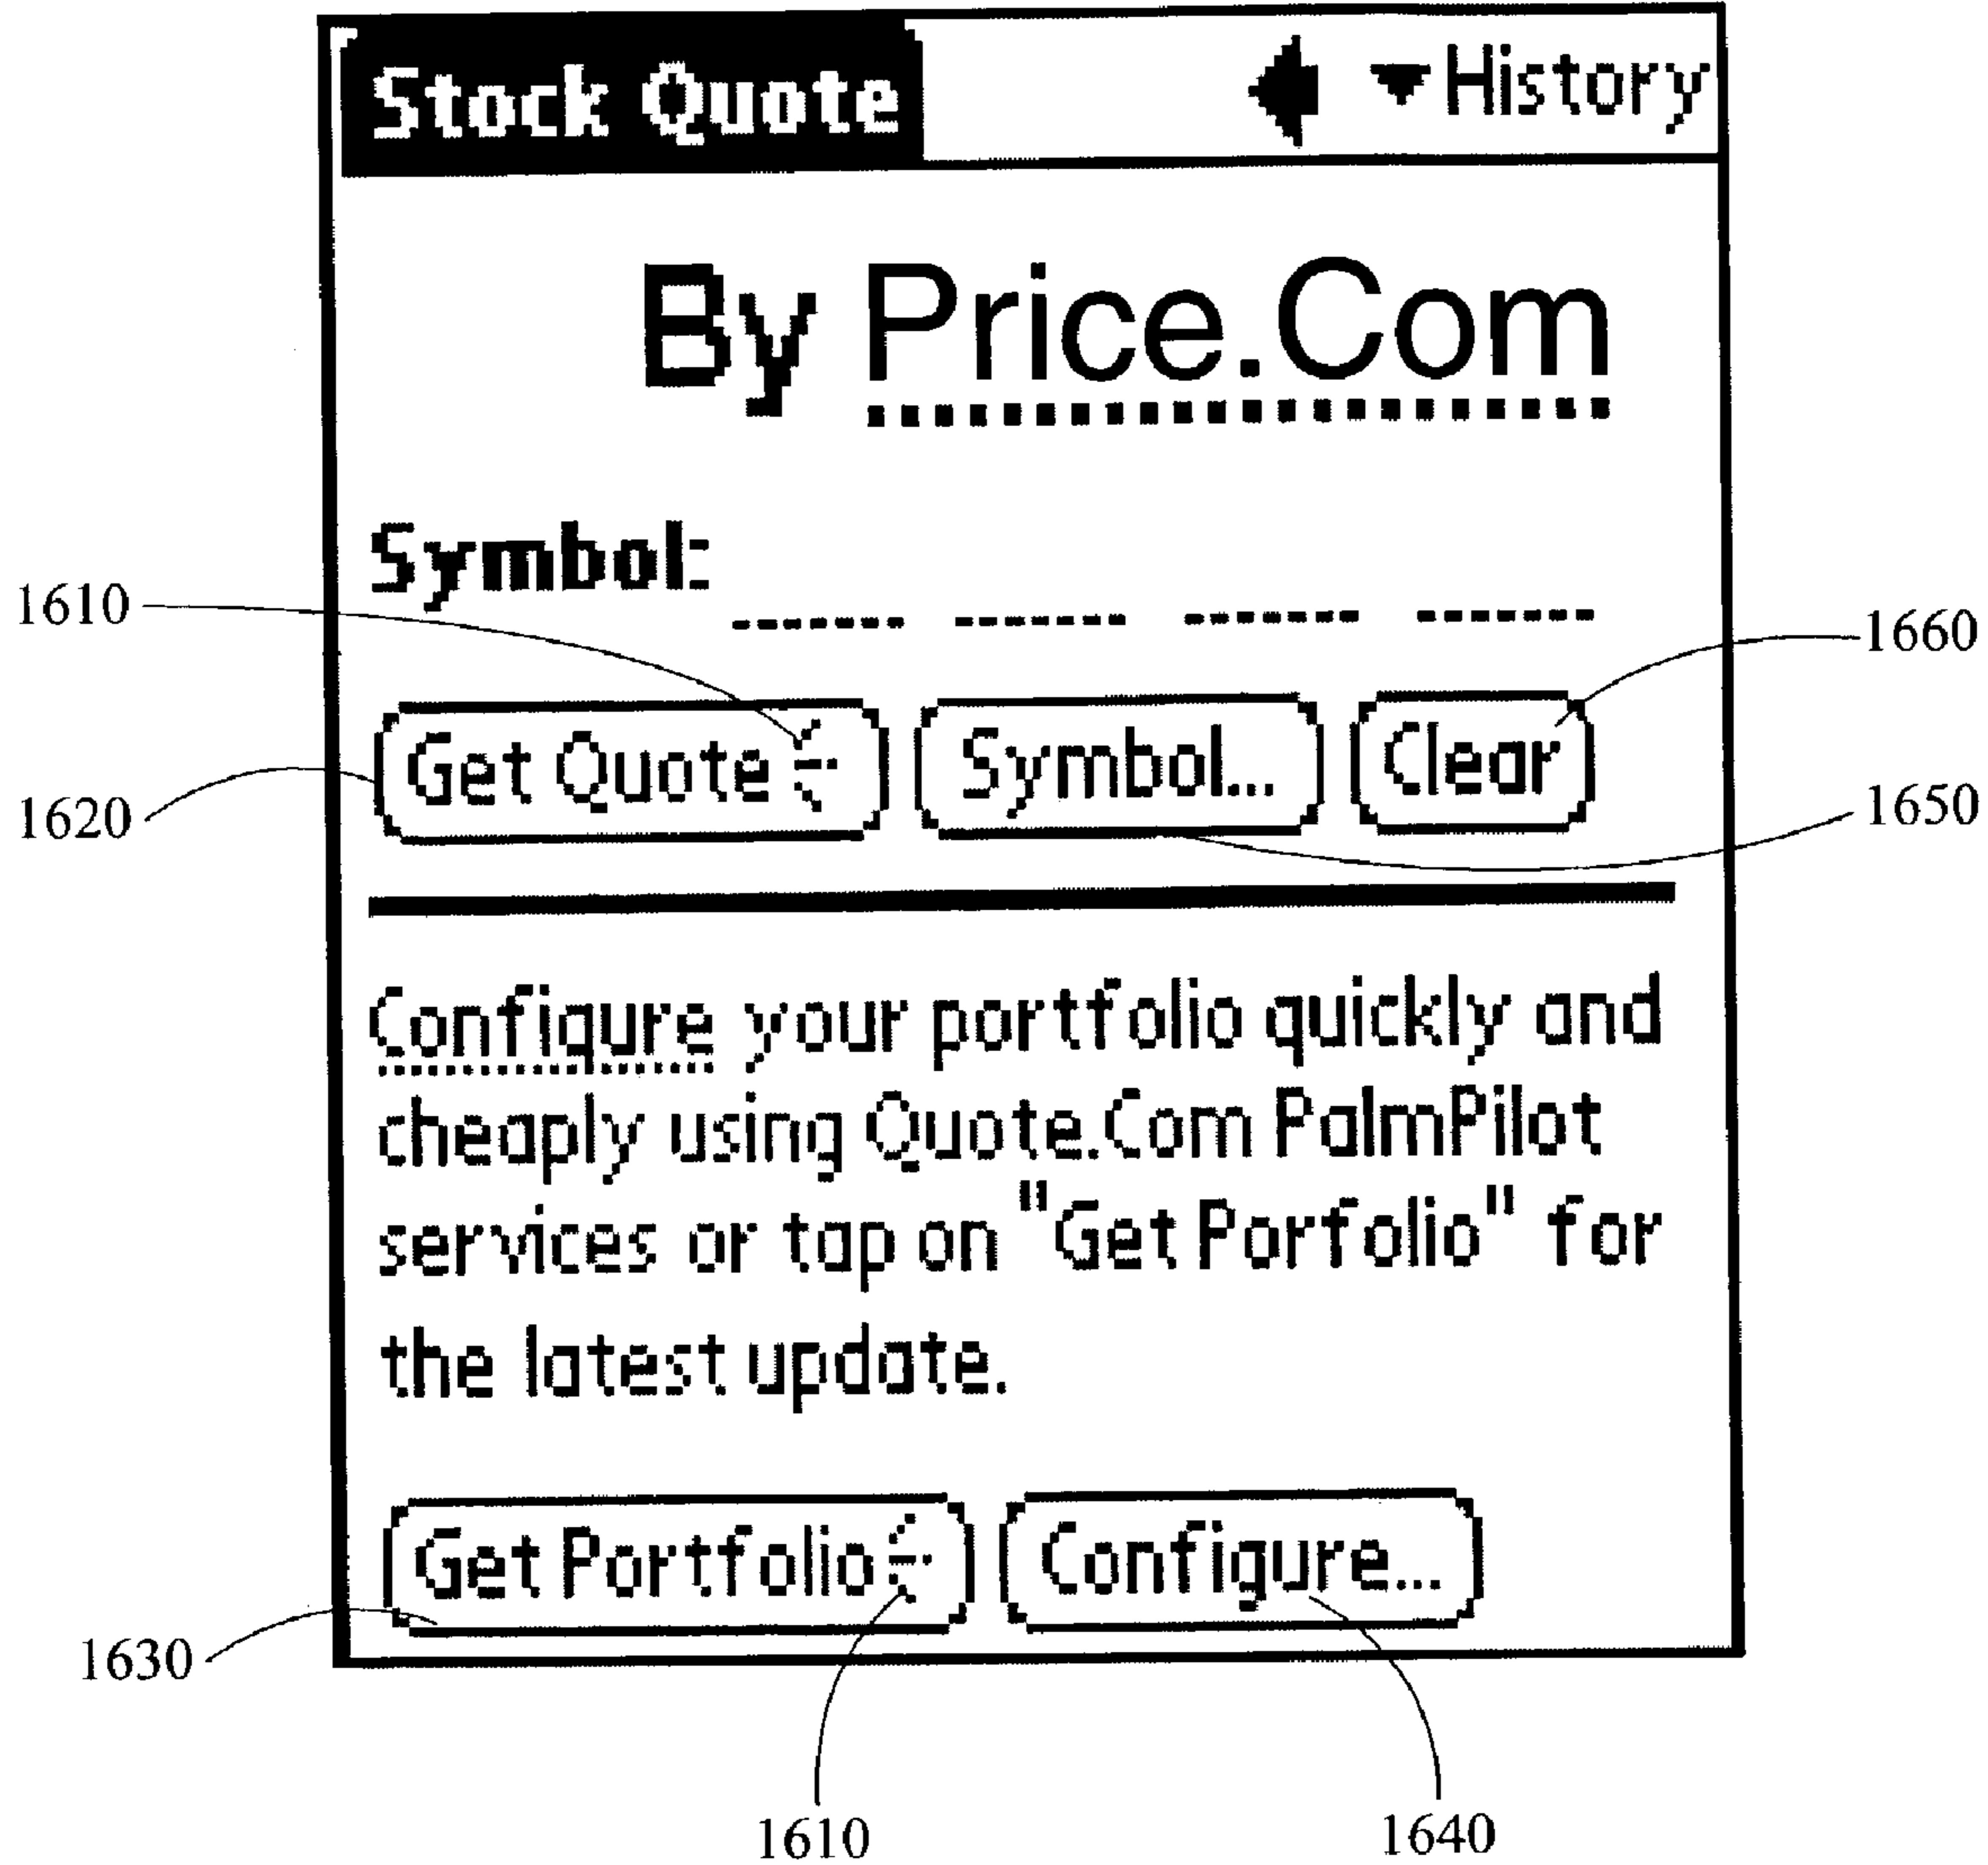 Stock Quote History
By Price.Com
Symbol:
1610
1660
Get Quote Symbol... Clear
1620
1650
Configure your portfolio quickly and
cheaply using Quote.Com PalmPilot
services or tap on "Get Porfolio" for
the latest update.
Get Portfolio Configure...
1630
1610
1640